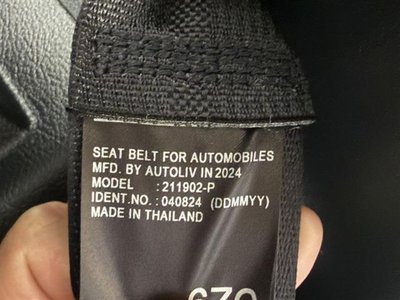 SEAT BELT FOR AUTOMOBILES
MFD. BY AUTOLIV IN 2024
MODEL : 211902-P
IDENT.NO.: 040824 (DDMMYY)
MADE IN THAILAND